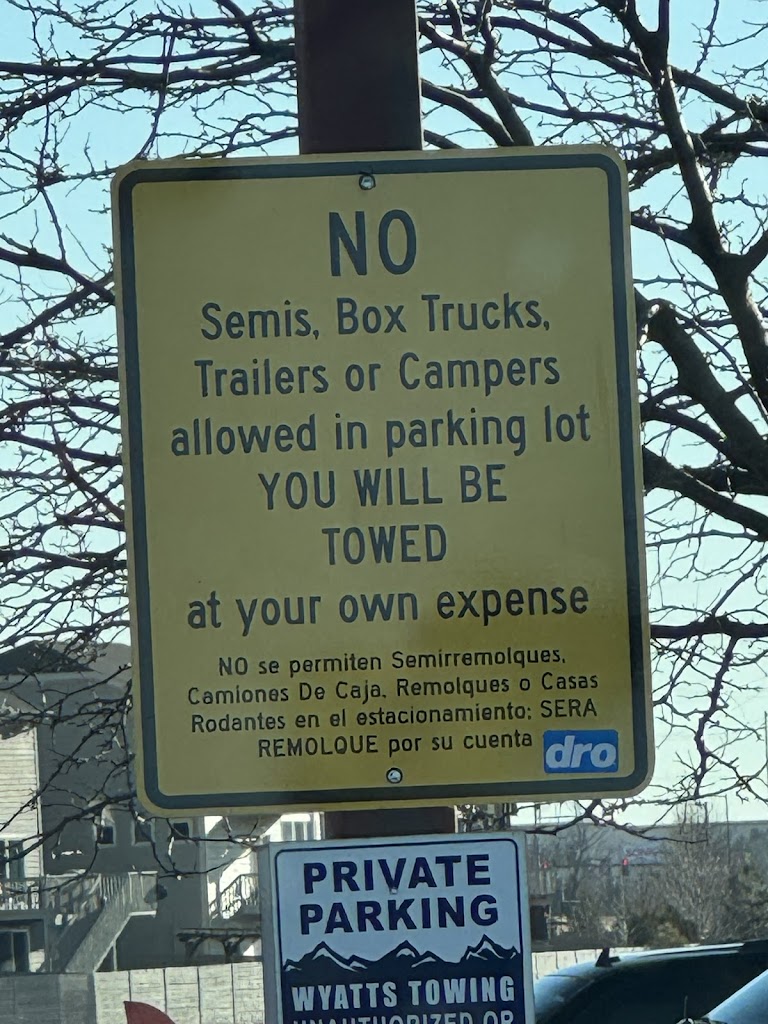 NO
Semis, Box Trucks,
Trailers or Campers
allowed in parking lot
YOU WILL BE
TOWED
at your own expense
NO se permiten Semirremolques,
Camiones De Caja, Remolques o Casas
Rodantes en el estacionamiento; SERA
REMOLQUE por su cuenta
dro
PRIVATE
PARKING
WYATTS TOWING
UNAUTHORIZED OR